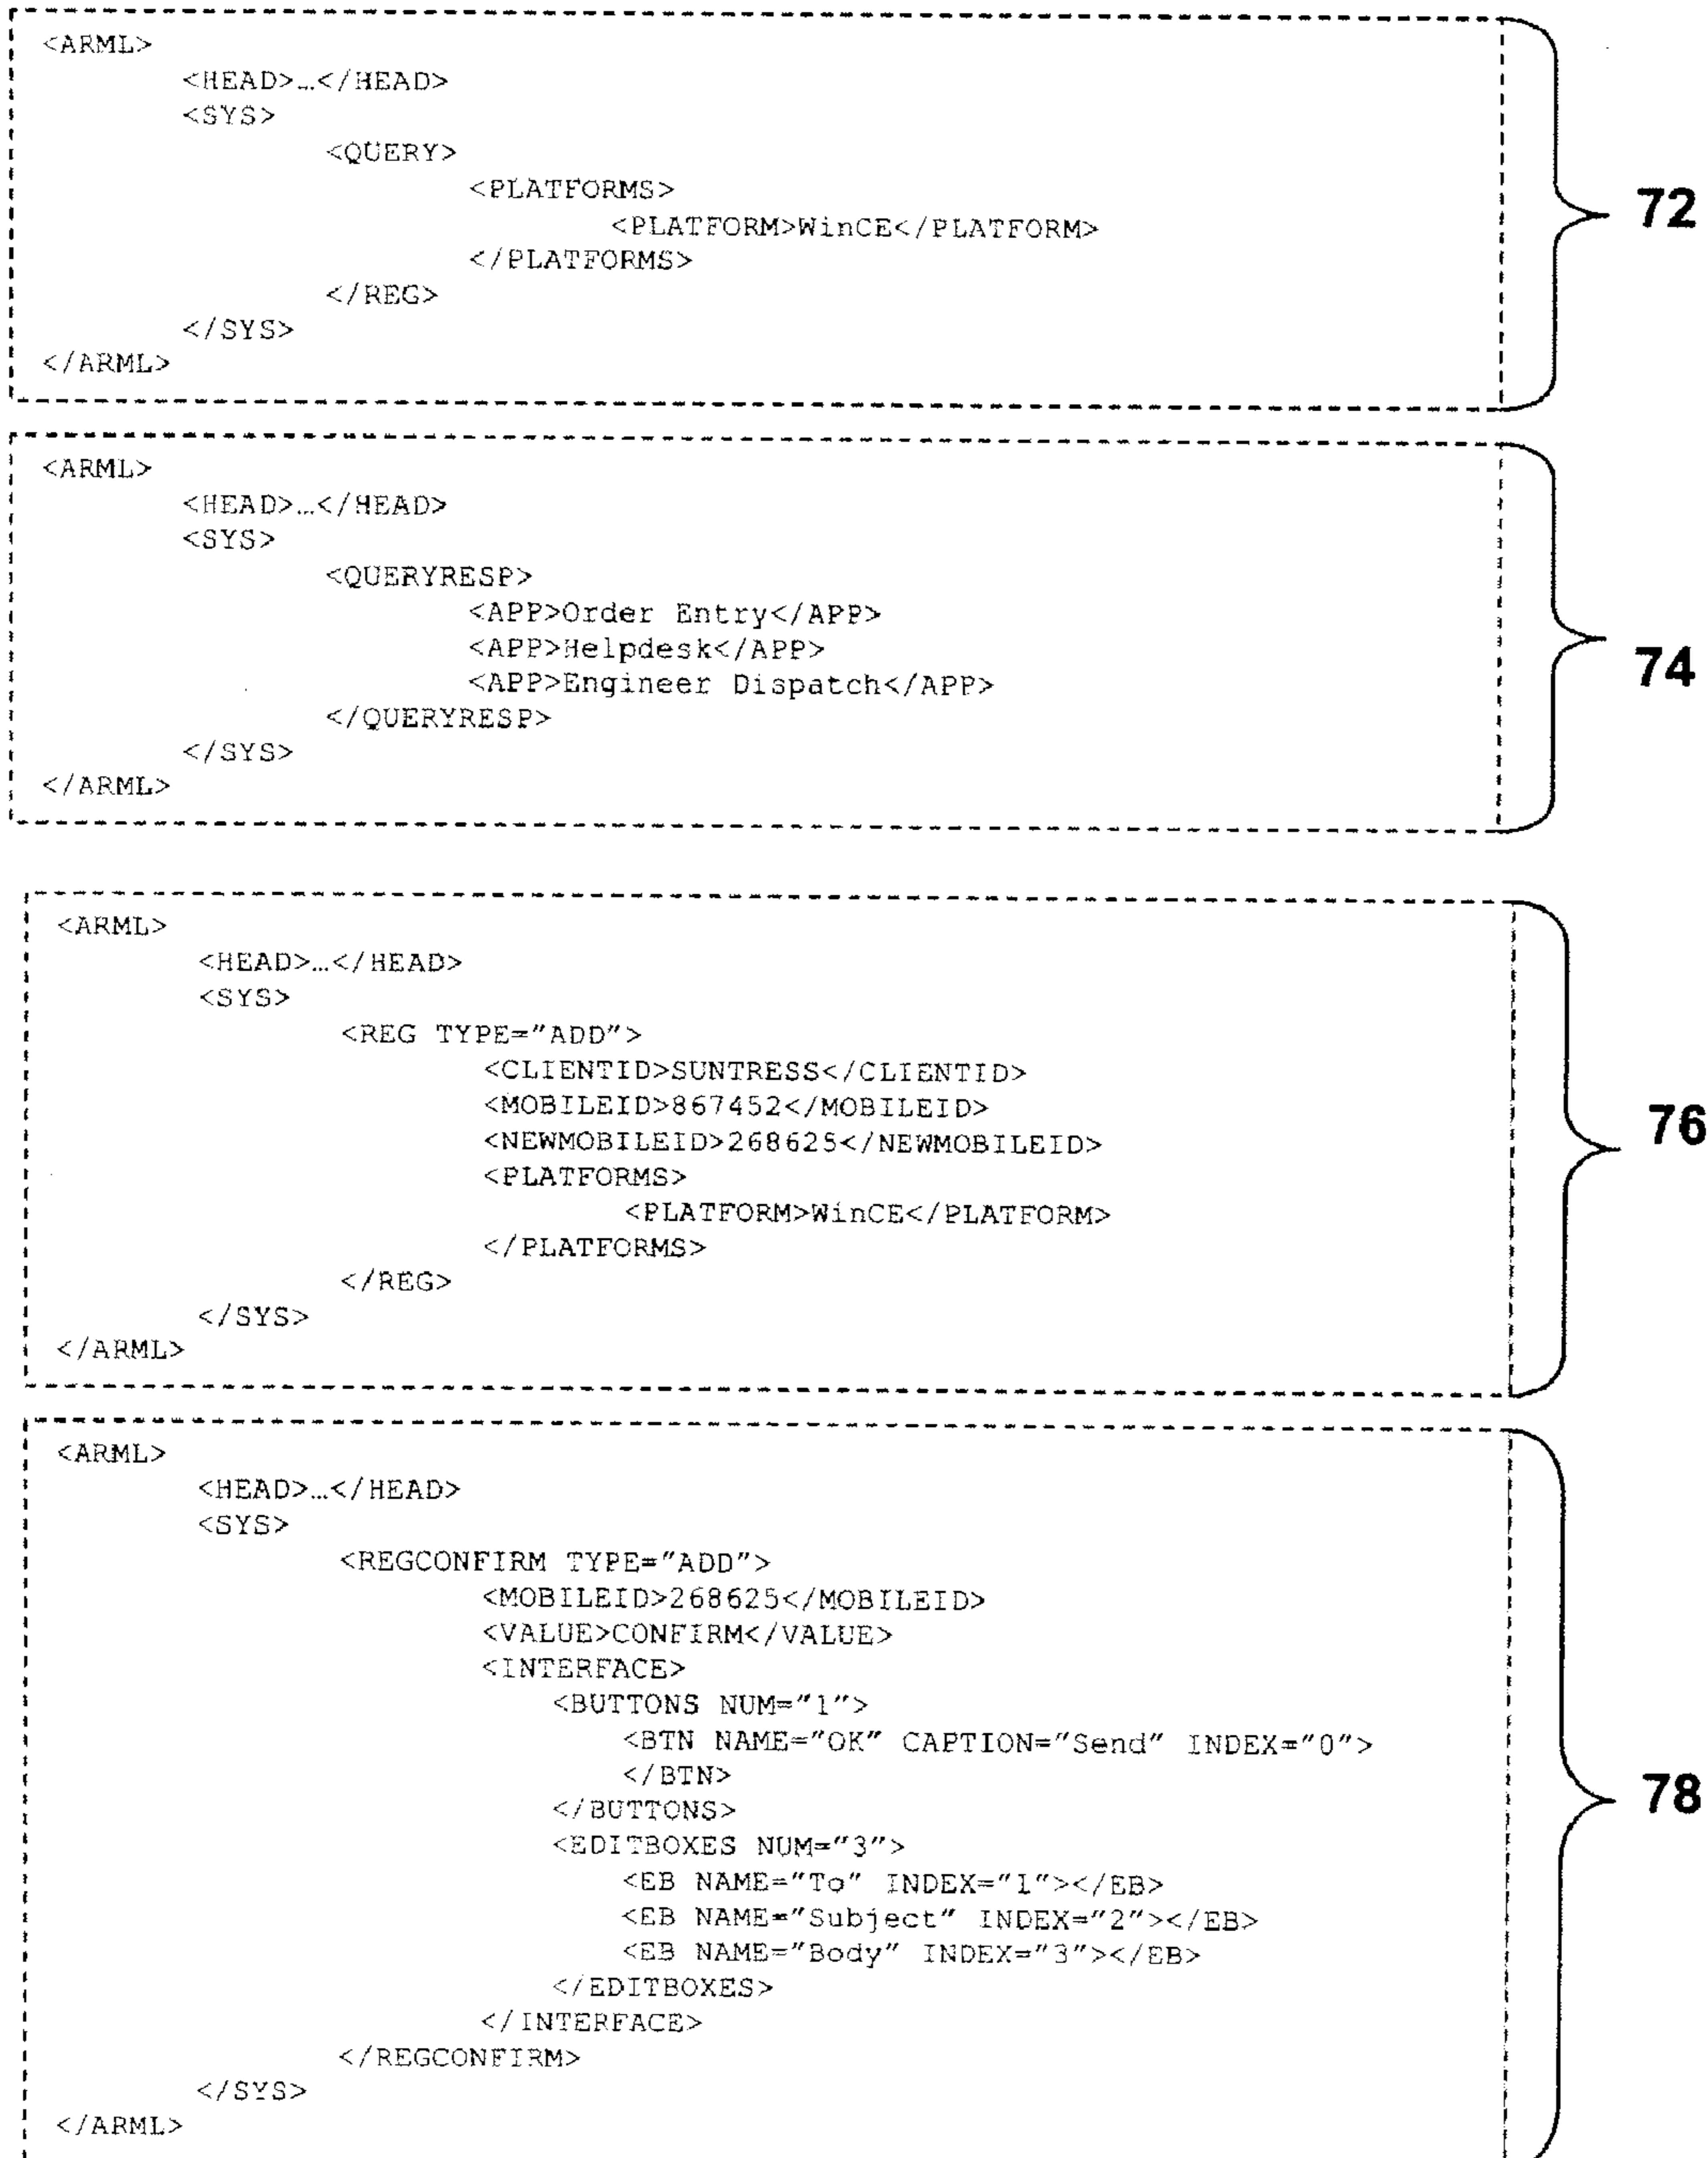 <ARML>
<HEAD>…</HEAD>
<SYS>
<QUERY>
<PLATFORMS>
<PLATFORM>WinCE</PLATFORM>
</PLATFORMS>
</REG>
</SYS>
</ARML>
72
<ARML>
<HEAD>…</HEAD>
<SYS>
<QUERYRESP>
<APP>Order Entry</APP>
<APP>Helpdesk</APP>
<APP>Engineer Dispatch</APP>
</QUERYRESP>
</SYS>
</ARML>
74
<ARML>
<HEAD>…</HEAD>
<SYS>
<REG TYPE="ADD">
<CLIENTID>SUNTRESS</CLIENTID>
<MOBILEID>867452</MOBILEID>
<NEWMOBILEID>268625</NEWMOBILEID>
<PLATFORMS>
<PLATFORM>WinCE</PLATFORM>
</PLATFORMS>
</REG>
</SYS>
</ARML>
76
<ARML>
<HEAD>…</HEAD>
<SYS>
<REGCONFIRM TYPE="ADD">
<MOBILEID>268625</MOBILEID>
<VALUE>CONFIRM</VALUE>
<INTERFACE>
<BUTTONS NUM="1">
<BTN NAME="OK" CAPTION="Send" INDEX="0">
</BTN>
</BUTTONS>
<EDITBOXES NUM="3">
<EB NAME="To" INDEX="1"></EB>
<EB NAME="Subject" INDEX="2"></EB>
<EB NAME="Body" INDEX="3"></EB>
</EDITBOXES>
</INTERFACE>
</REGCONFIRM>
</SYS>
</ARML>
78